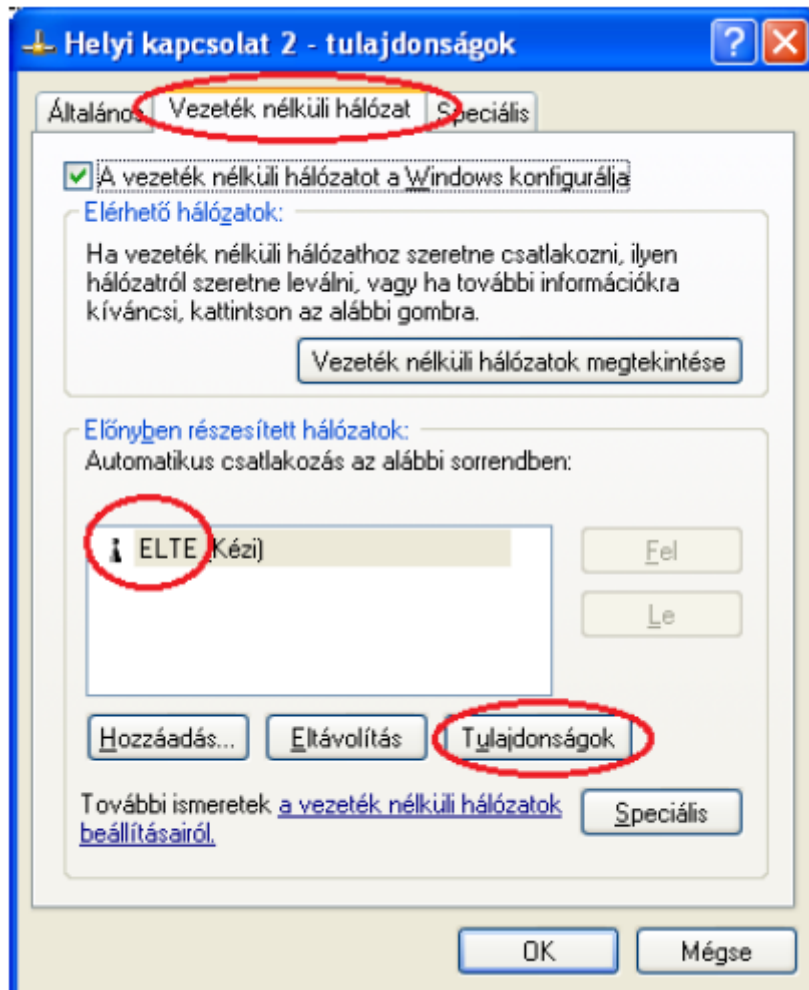 Helyi kapcsolat 2 - tulajdonságok
Általános
Vezeték nélküli hálózat
Speciális
A vezeték nélküli hálózatot a Windows konfigurálja
Elérhető hálózatok:
Ha vezeték nélküli hálózathoz szeretne csatlakozni, ilyen
hálózatról szeretne leválni, vagy ha további információkra
kíváncsi, kattintson az alábbi gombra.
Vezeték nélküli hálózatok megtekintése
Előnyben részesített hálózatok:
Automatikus csatlakozás az alábbi sorrendben:
ELTE (Kézi)
Fel
Le
Hozzáadás...
Eltávolítás
Tulajdonságok
További ismeretek a vezeték nélküli hálózatok
beállításairól.
Speciális
OK
Mégse